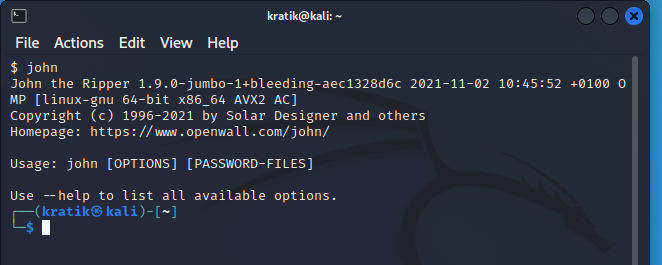 kratik@kali: ~
File Actions Edit View Help
$ john
John the Ripper 1.9.0-jumbo-1+bleeding-aec1328d6c 2021-11-02 10:45:52 +0100 O
MP [linux-gnu 64-bit x86_64 AVX2 AC]
Copyright (c) 1996-2021 by Solar Designer and others
Homepage: https://www.openwall.com/john/
Usage: john [OPTIONS] [PASSWORD-FILES]
Use --help to list all available options.
┌──(kratik㉿kali)-[~]
└─$